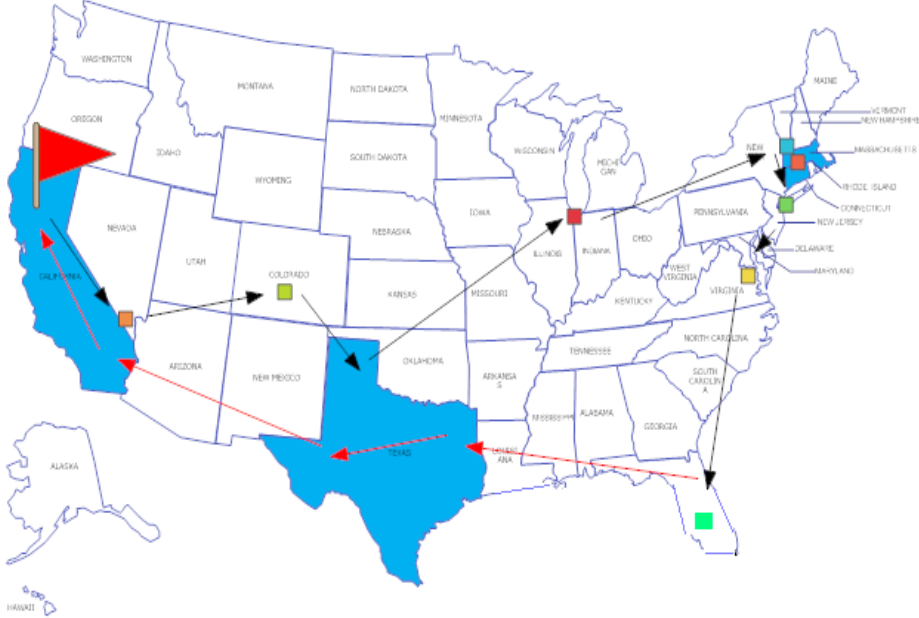 WASHINGTON
MAINE
MONTANA
NORTH DAKOTA
VERMONT
NEW HAMPSHIRE
OREGON
MINNESOTA
IDAHO
WISCONSIN
NEW
MASSACHUSETTS
SOUTH DAKOTA
MICHI
GAN
WYOMING
RHODE ISLAND
CONNECTICUT
IOWA
PENNSYLVANIA
NEW JERSEY
NEVADA
NEBRASKA
OHIO
DELAWARE
ILLINOIS
INDIANA
UTAH
COLORADO
WEST
VIRGINIA
MARYLAND
CALIFORNIA
KANSAS
MISSOURI
VIRGINIA
KENTUCKY
NORTH CAROLINA
TENNESSEE
ARIZONA
OKLAHOMA
NEW MEXICO
ARKANSA
S
SOUTH
CAROLIN
A
MISSISSIPPI
ALABAMA
GEORGIA
TEXAS
LOUISI
ANA
ALASKA
HAWAII